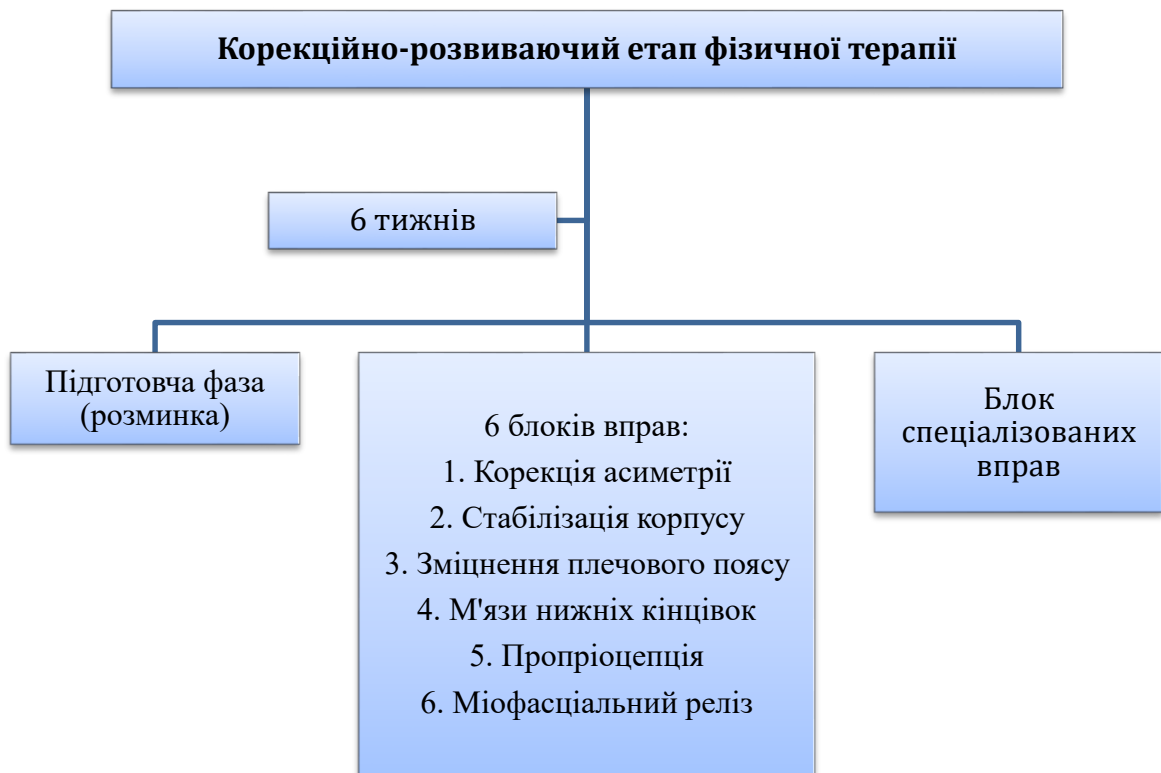 Корекційно-розвиваючий етап фізичної терапії
6 тижнів
Підготовча фаза
(розминка)
6 блоків вправ:
1. Корекція асиметрії
2. Стабілізація корпусу
3. Зміцнення плечового поясу
4. М'язи нижніх кінцівок
5. Пропріоцепція
6. Міофасціальний реліз
Блок
спеціалізованих
вправ